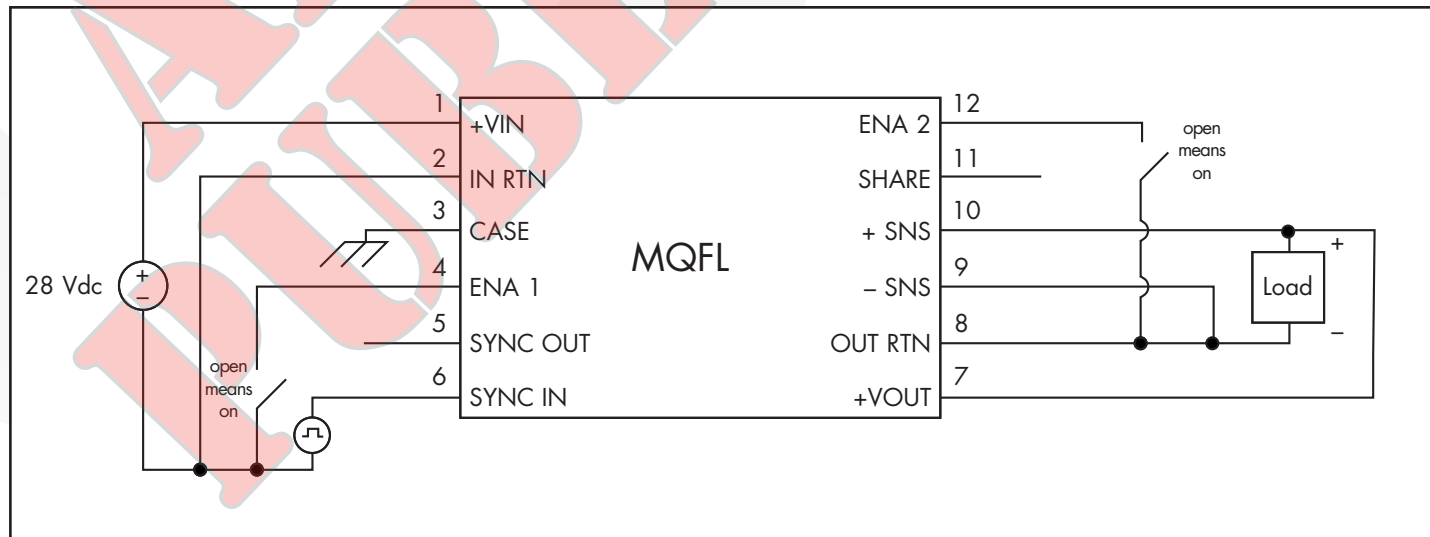 1
+VIN
2
IN RTN
3
CASE
4
ENA 1
5
SYNC OUT
6
SYNC IN
MQFL
12
ENA 2
11
SHARE
10
+ SNS
9
– SNS
8
OUT RTN
7
+VOUT
28 Vdc
+
–
open
means
on
open
means
on
Load
+
–